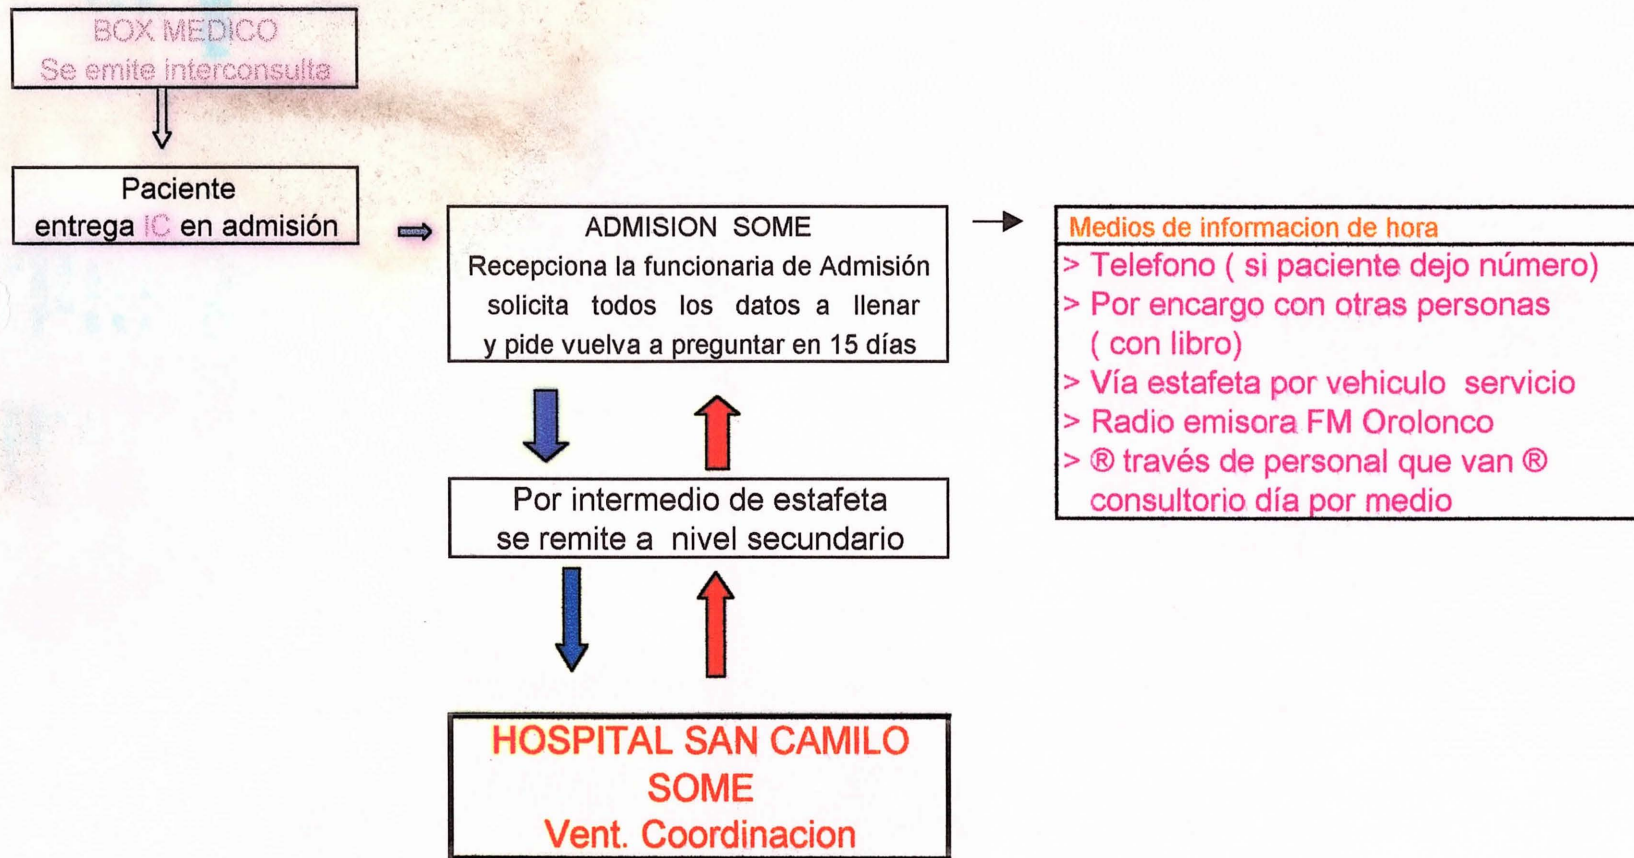 BOX MEDICO
Se emite interconsulta
Paciente
entrega IC en admisión
ADMISION SOME
Recepciona la funcionaria de Admisión
solicita todos los datos a llenar
y pide vuelva a preguntar en 15 días
Medios de informacion de hora
> Telefono ( si paciente dejo número)
> Por encargo con otras personas
( con libro)
> Vía estafeta por vehiculo servicio
> Radio emisora FM Orolonco
> ® través de personal que van ®
consultorio día por medio
Por intermedio de estafeta
se remite a nivel secundario
HOSPITAL SAN CAMILO
SOME
Vent. Coordinacion